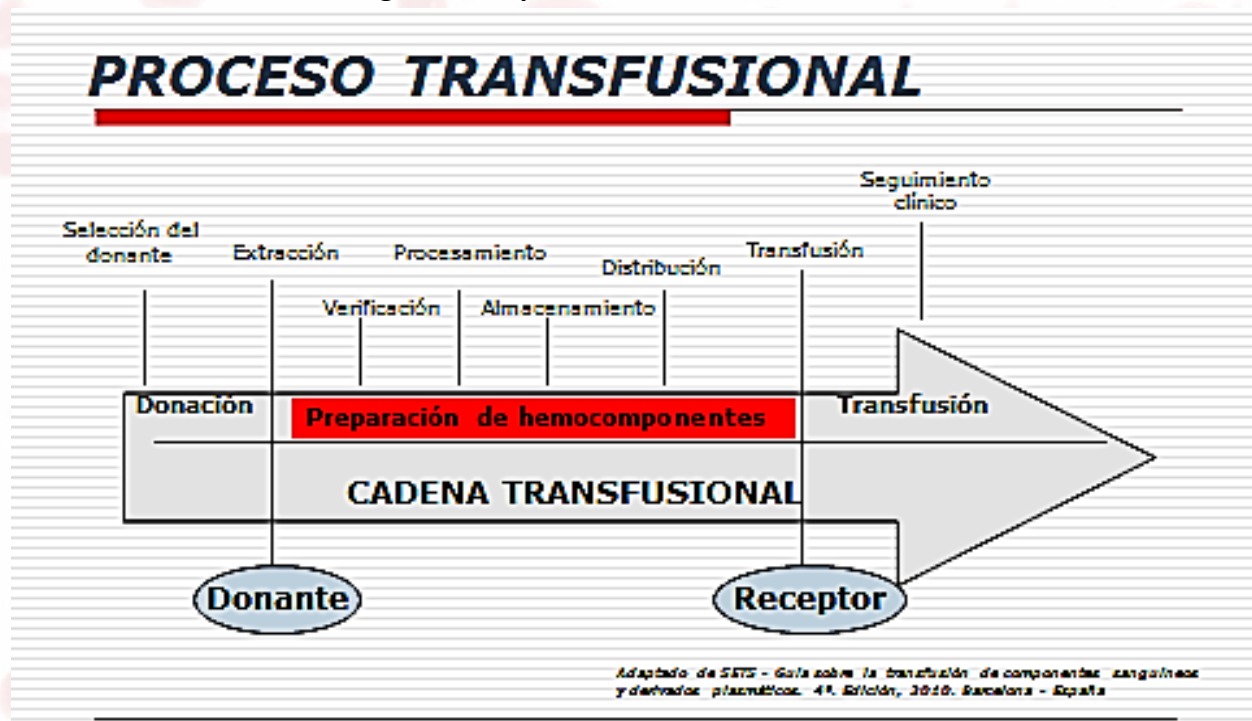 PROCESO TRANSFUSIONAL
Seguimiento
clínico
Selección del
donante
Extracción
Procesamiento
Distribución
Transfusión
Verificación
Almacenamiento
Donación
Preparación de hemocomponentes
Transfusión
CADENA TRANSFUSIONAL
Donante
Receptor
Adaptado de SETS - Guía sobre la transfusión de componentes sanguíneos
y derivados plasmáticos. 4ª. Edición, 2010. Barcelona - España